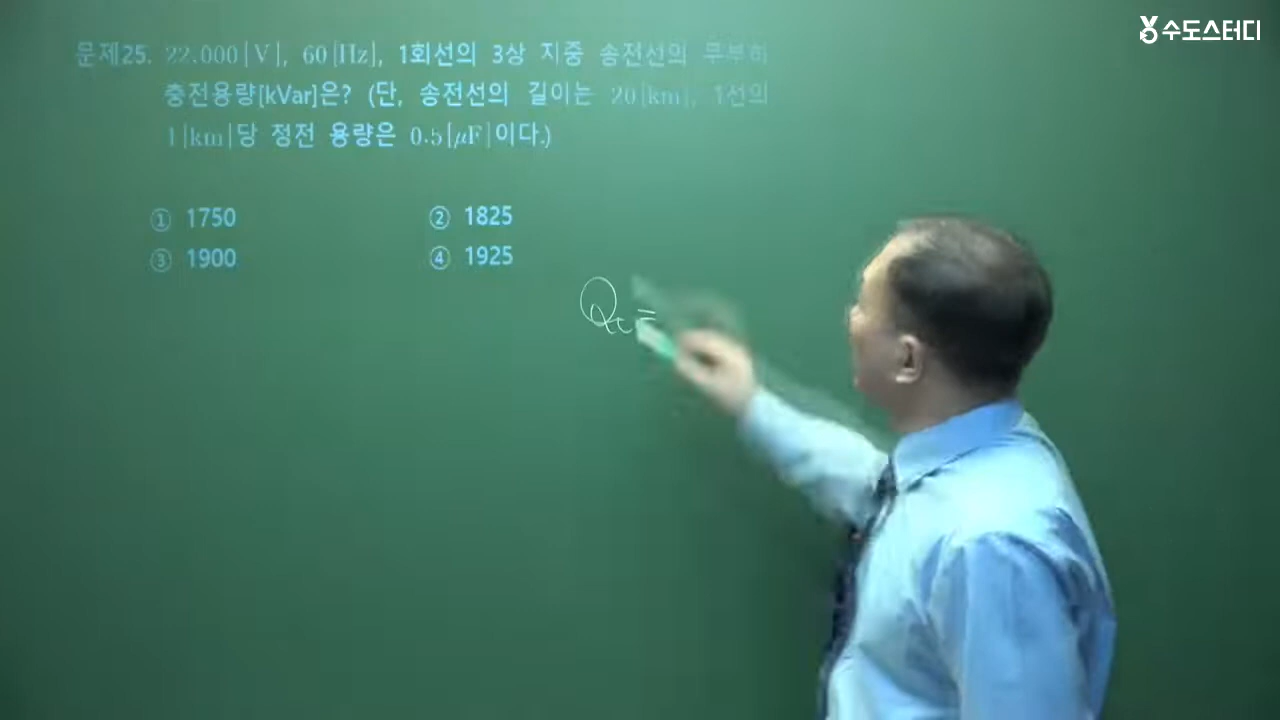 수도스터디
문제25. 22.000[V], 60[Hz], 1회선의 3상 지중 송전선의 무부하
충전용량[kVar]은? (단, 송전선의 길이는 20[km], 1선의
1[km]당 정전 용량은 0.5[μF]이다.)
① 1750 ② 1825
③ 1900 ④ 1925
Qc =